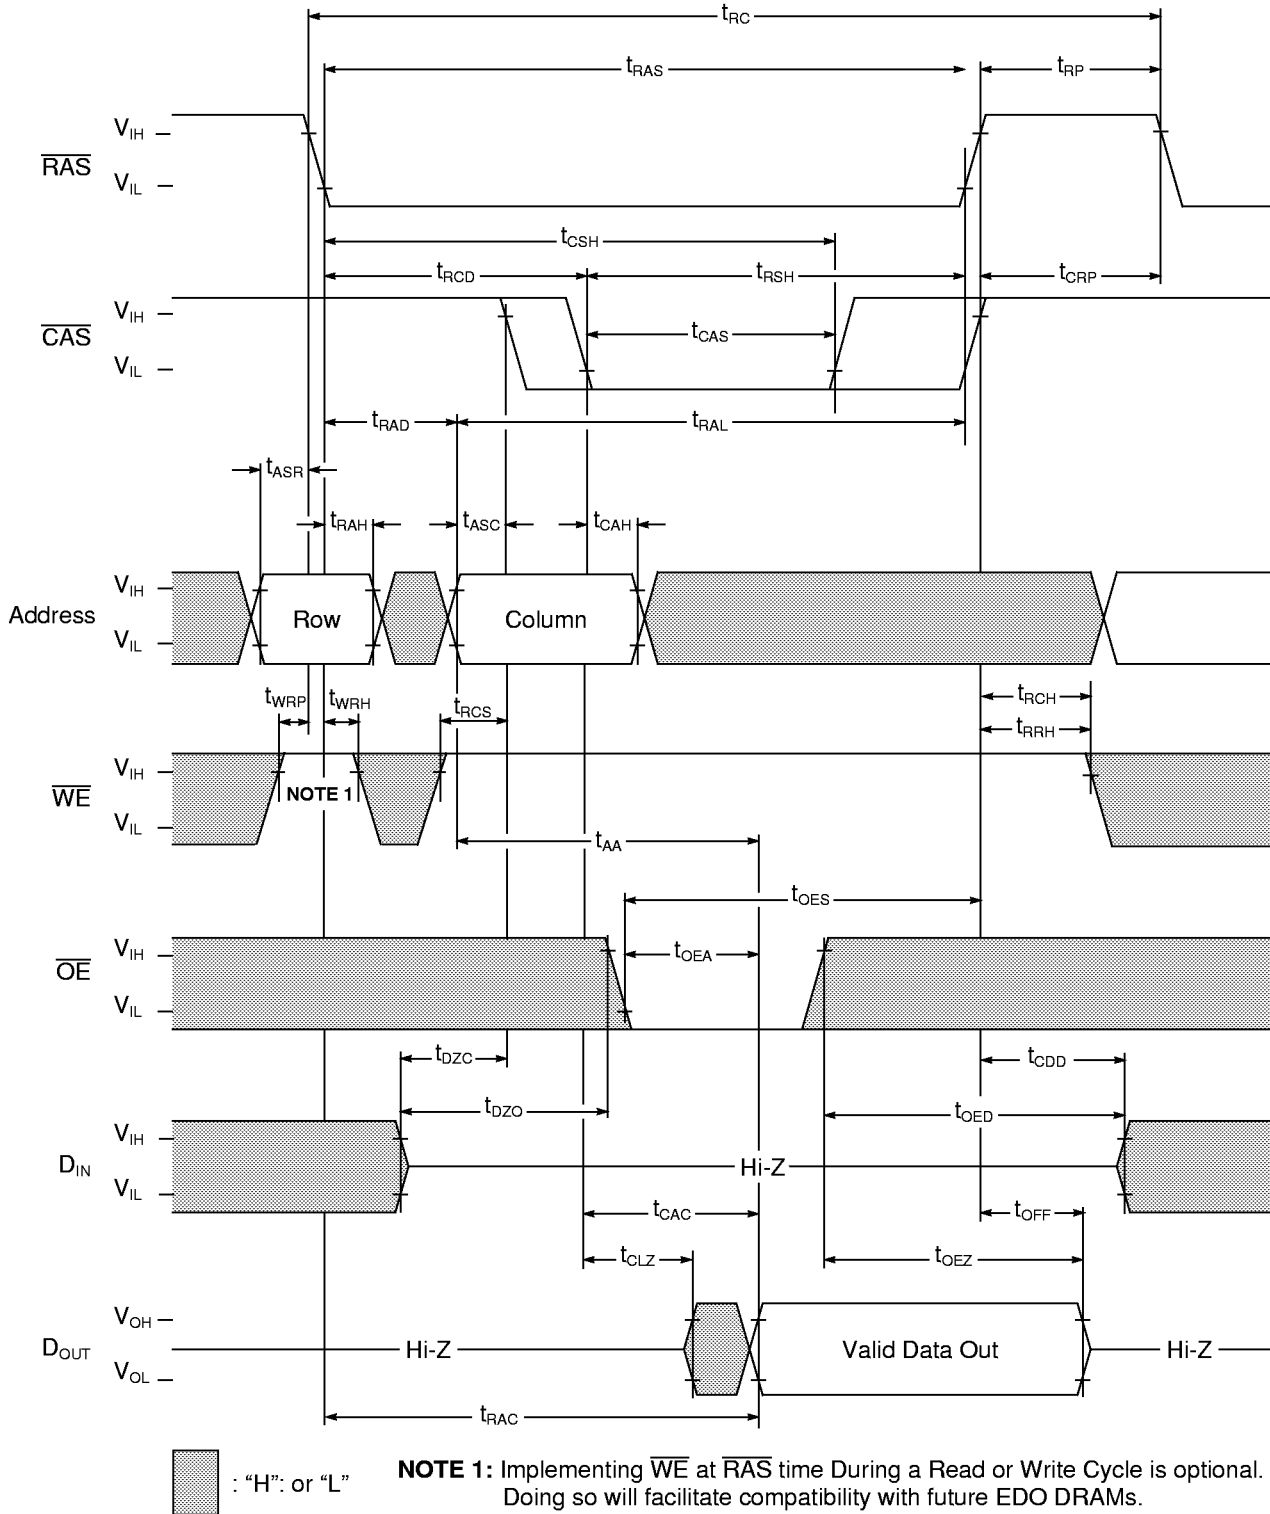 tRC
tRAS tRP
VIH
RAS
VIL
tCSH
tRCD tRSH tCRP
VIH
CAS
tCAS
VIL
tRAD tRAL
tASR
tRAH tASC tCAH
VIH
Address Row Column
VIL
tWRP tWRH tRCS tRCH
tRRH
VIH
WE NOTE 1
VIL
tAA
tOES
VIH
OE tOEA
VIL
tDZC tCDD
tDZO tOED
VIH
DIN Hi-Z
VIL
tCAC tOFF
tCLZ tOEZ
VOH
DOUT Hi-Z Valid Data Out Hi-Z
VOL
tRAC
: “H”: or “L”
NOTE 1: Implementing WE at RAS time During a Read or Write Cycle is optional.
Doing so will facilitate compatibility with future EDO DRAMs.